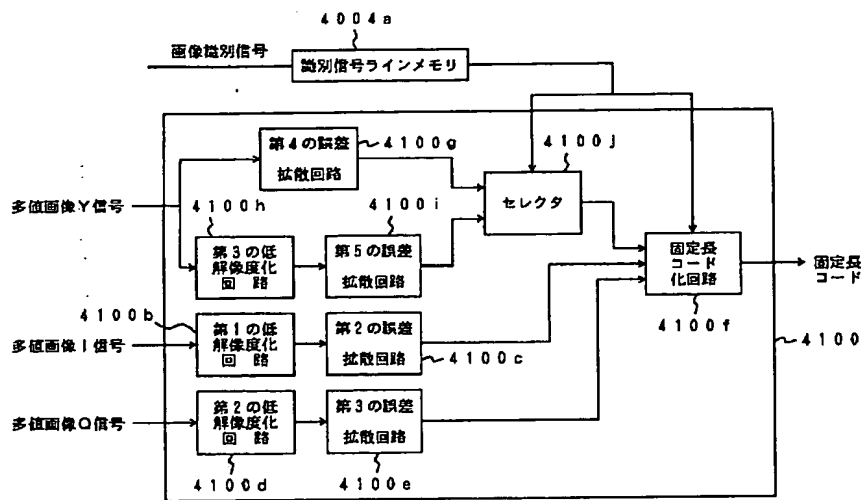 4004a
画像識別信号
識別信号ラインメモリ
第4の誤差
拡散回路
4100g
4100j
セレクタ
多値画像Y信号
4100h
4100i
第3の低
解像度化
回路
第5の誤差
拡散回路
固定長
コード
化回路
固定長
コード
4100f
4100b
第1の低
解像度化
回路
第2の誤差
拡散回路
4100c
4100
多値画像I信号
第2の低
解像度化
回路
第3の誤差
拡散回路
多値画像Q信号
4100d
4100e